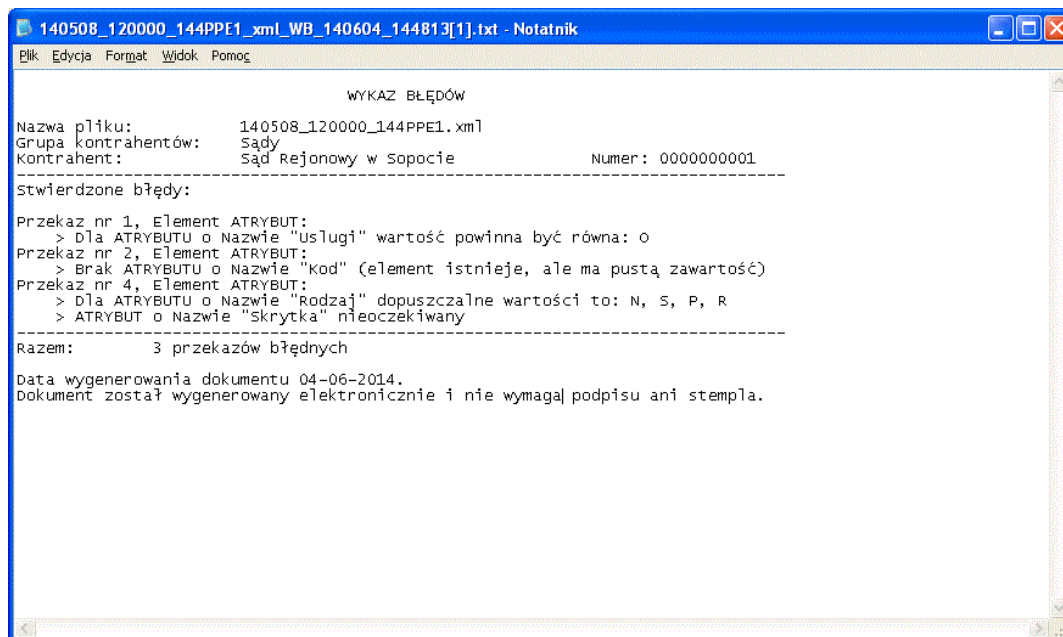 140508_120000_144PPE1_xml_WB_140604_144813[1].txt - Notatnik
Plik Edycja Format Widok Pomoc
WYKAZ BŁĘDÓW
Nazwa pliku: 140508_120000_144PPE1.xml
Grupa kontrahentów: Sądy
Kontrahent: Sąd Rejonowy w Sopocie Numer: 0000000001
--------------------------------------------------------------------------------
Stwierdzone błędy:
Przekaz nr 1, Element ATRYBUT:
> Dla ATRYBUTU o Nazwie "Uslugi" wartość powinna być równa: O
Przekaz nr 2, Element ATRYBUT:
> Brak ATRYBUTU o Nazwie "Kod" (element istnieje, ale ma pustą zawartość)
Przekaz nr 4, Element ATRYBUT:
> Dla ATRYBUTU o Nazwie "Rodzaj" dopuszczalne wartości to: N, S, P, R
> ATRYBUT o Nazwie "Skrytka" nieoczekiwany
--------------------------------------------------------------------------------
Razem: 3 przekazów błędnych
Data wygenerowania dokumentu 04-06-2014.
Dokument został wygenerowany elektronicznie i nie wymaga podpisu ani stempla.